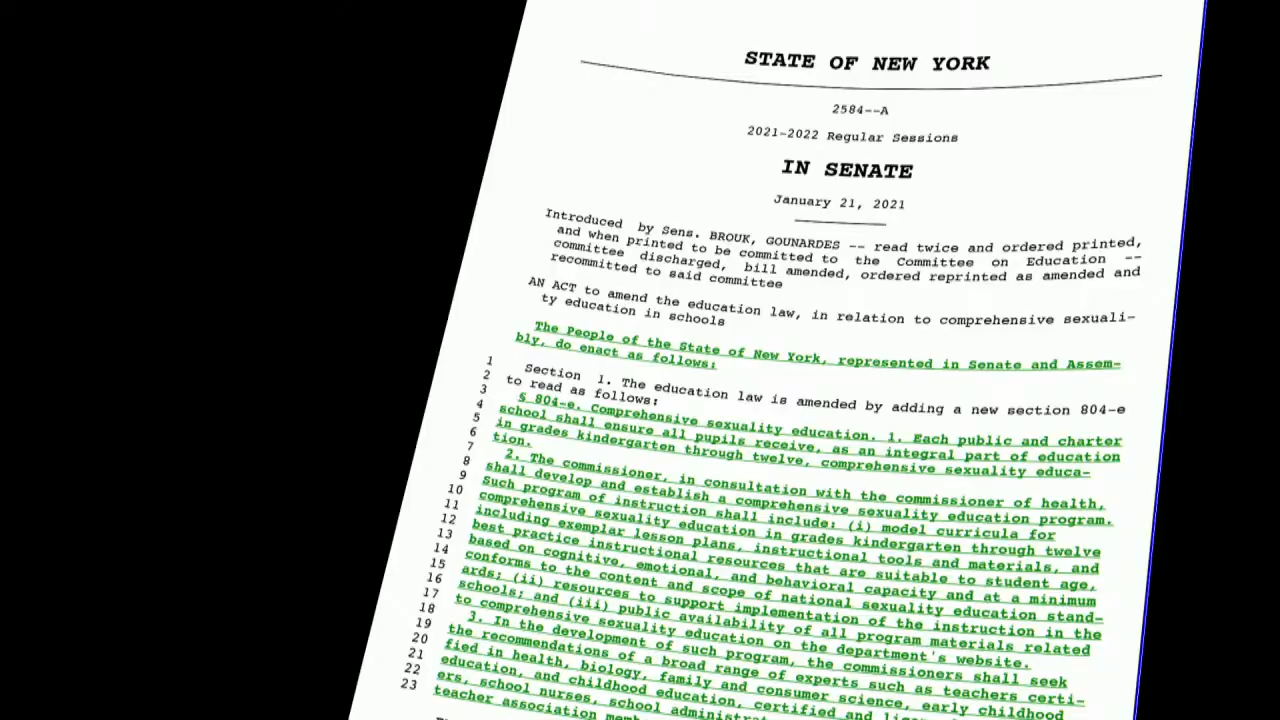 STATE OF NEW YORK
2584--A
2021-2022 Regular Sessions
IN SENATE
January 21, 2021
Introduced by Sens. BROUK, GOUNARDES -- read twice and ordered printed,
and when printed to be committed to the Committee on Education --
committee discharged, bill amended, ordered reprinted as amended and
recommitted to said committee
AN ACT to amend the education law, in relation to comprehensive sexuali-
ty education in schools
The People of the State of New York, represented in Senate and Assem-
bly, do enact as follows:
1 Section 1. The education law is amended by adding a new section 804-e
2 to read as follows:
3 § 804-e. Comprehensive sexuality education. 1. Each public and charter
4 school shall ensure all pupils receive, as an integral part of education
5 in grades kindergarten through twelve, comprehensive sexuality educa-
6 tion.
7 2. The commissioner, in consultation with the commissioner of health,
8 shall develop and establish a comprehensive sexuality education program.
9 Such program of instruction shall include: (i) model curricula for
10 comprehensive sexuality education in grades kindergarten through twelve
11 including exemplar lesson plans, instructional tools and materials, and
12 best practice instructional resources that are suitable to student age,
13 based on cognitive, emotional, and behavioral capacity and at a minimum
14 conforms to the content and scope of national sexuality education stand-
15 ards; (ii) resources to support implementation of the instruction in the
16 schools; and (iii) public availability of all program materials related
17 to comprehensive sexuality education on the department's website.
18 3. In the development of such program, the commissioners shall seek
19 the recommendations of a broad range of experts such as teachers certi-
20 fied in health, biology, family and consumer science, early childhood
21 education, and childhood education, certified and
22 ers, school nurses, school
23 teacher association